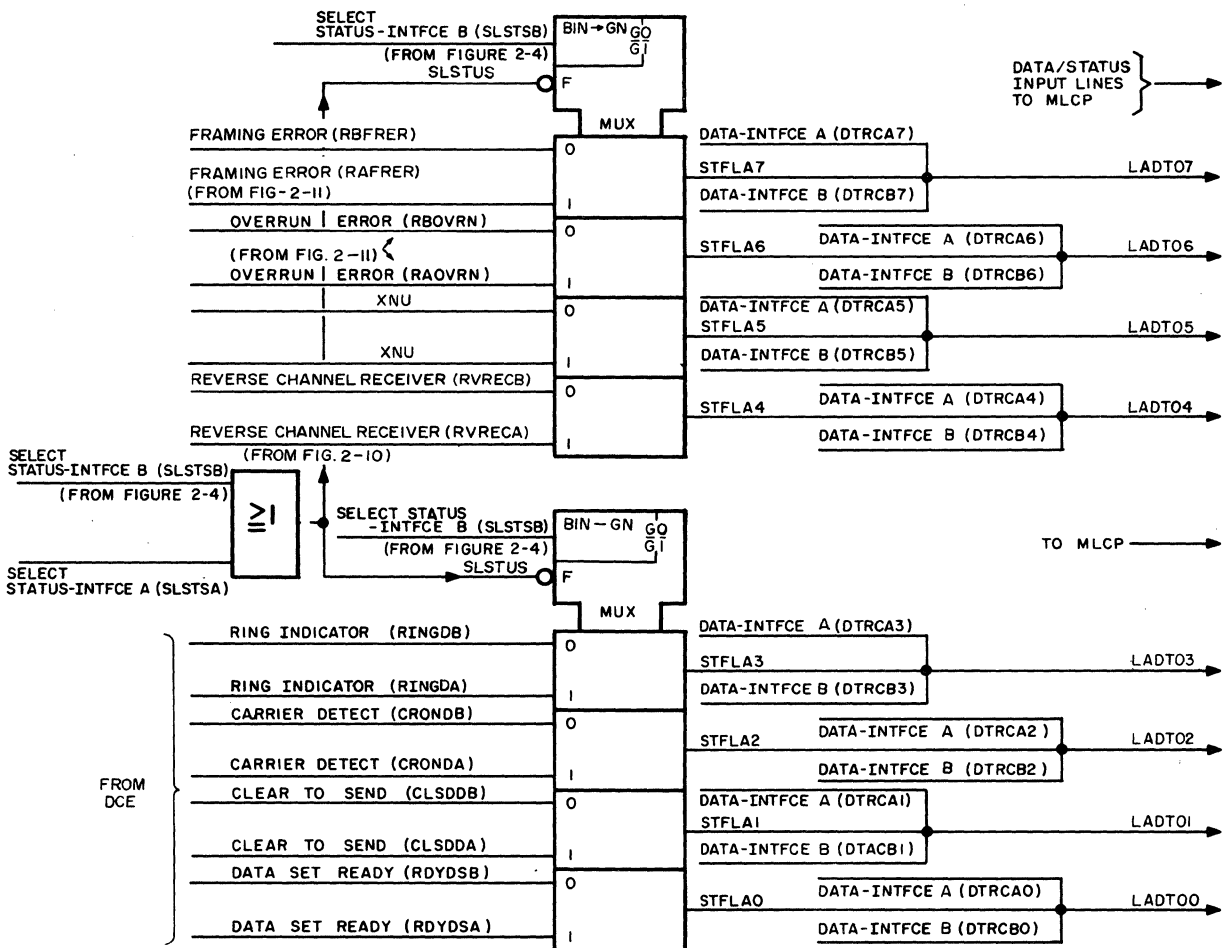 SELECT
STATUS-INTFCE B (SLSTSB)
(FROM FIGURE 2-4)
SLSTUS
BIN→GN G0
G1
F
MUX
DATA/STATUS
INPUT LINES
TO MLCP
FRAMING ERROR (RBFRER)
0
FRAMING ERROR (RAFRER)
(FROM FIG-2-11)
1
DATA-INTFCE A (DTRCA7)
STFLA7
DATA-INTFCE B (DTRCB7)
LADT07
OVERRUN ERROR (RBOVRN)
0
(FROM FIG. 2-11)
OVERRUN ERROR (RAOVRN)
1
STFLA6
DATA-INTFCE A (DTRCA6)
DATA-INTFCE B (DTRCB6)
LADT06
XNU
0
XNU
1
DATA-INTFCE A (DTRCA5)
STFLA5
DATA-INTFCE B (DTRCB5)
LADT05
REVERSE CHANNEL RECEIVER (RVRECB)
0
REVERSE CHANNEL RECEIVER (RVRECA)
(FROM FIG. 2-10)
1
STFLA4
DATA-INTFCE A (DTRCA4)
DATA-INTFCE B (DTRCB4)
LADT04
SELECT
STATUS-INTFCE B (SLSTSB)
(FROM FIGURE 2-4)
≥1
SELECT
STATUS-INTFCE A (SLSTSA)
SELECT STATUS
-INTFCE B (SLSTSB)
(FROM FIGURE 2-4)
SLSTUS
BIN-GN G0
G1
F
MUX
TO MLCP
FROM
DCE
RING INDICATOR (RINGDB)
0
RING INDICATOR (RINGDA)
1
DATA-INTFCE A (DTRCA3)
STFLA3
DATA-INTFCE B (DTRCB3)
LADT03
CARRIER DETECT (CRONDB)
0
CARRIER DETECT (CRONDA)
1
STFLA2
DATA-INTFCE A (DTRCA2)
DATA-INTFCE B (DTRCB2)
LADT02
CLEAR TO SEND (CLSDDB)
0
CLEAR TO SEND (CLSDDA)
1
DATA-INTFCE A (DTRCA1)
STFLA1
DATA-INTFCE B (DTACB1)
LADT01
DATA SET READY (RDYDSB)
0
DATA SET READY (RDYDSA)
1
STFLA0
DATA-INTFCE A (DTRCA0)
DATA-INTFCE B (DTRCB0)
LADT00